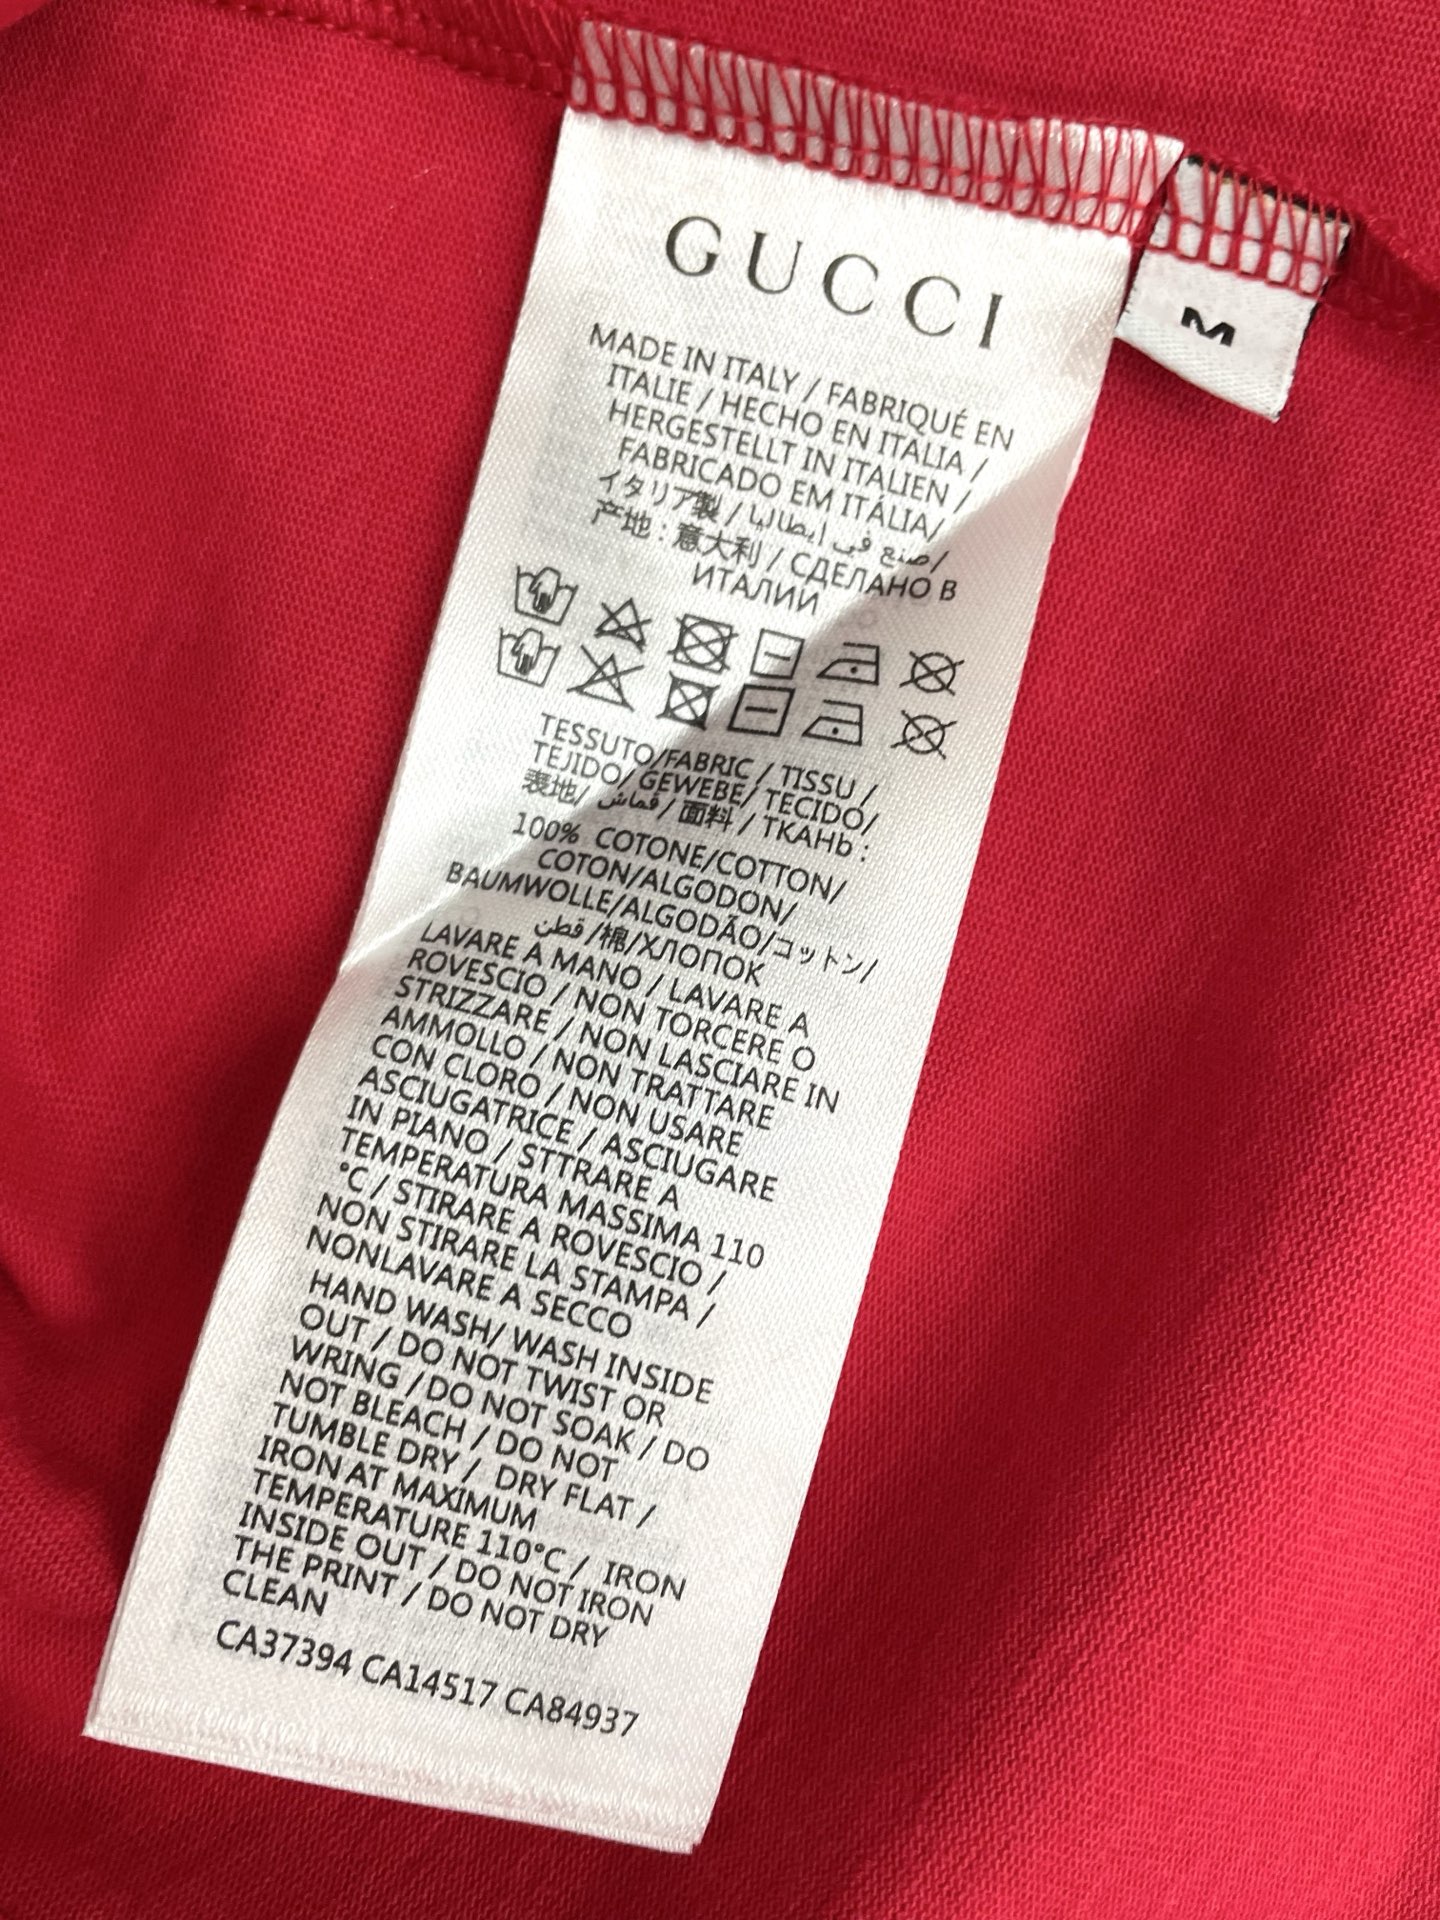 GUCCI
M
MADE IN ITALY / FABRIQUÉ EN
ITALIE / HECHO EN ITALIA /
HERGESTELLT IN ITALIEN /
FABRICADO EM ITÁLIA/
イタリア製 / صنع في إيطاليا /
产地 : 意大利 / СДЕЛАНО В
ИТАЛИИ
TESSUTO/FABRIC / TISSU /
TEJIDO/ GEWEBE/ TECIDO/
表地/ قماش / 面料 / ТКАНЬ :
100% COTONE/COTTON/
COTON/ALGODON/
BAUMWOLLE/ALGODÃO/コットン/
قطن /棉/ХЛОПОК
LAVARE A MANO / LAVARE A
ROVESCIO / NON TORCERE O
STRIZZARE / NON LASCIARE IN
AMMOLLO / NON TRATTARE
CON CLORO / NON USARE
ASCIUGATRICE / ASCIUGARE
IN PIANO / STTRARE A
TEMPERATURA MASSIMA 110
°C / STIRARE A ROVESCIO /
NON STIRARE LA STAMPA /
NONLAVARE A SECCO
HAND WASH/ WASH INSIDE
OUT / DO NOT TWIST OR
WRING / DO NOT SOAK / DO
NOT BLEACH / DO NOT
TUMBLE DRY / DRY FLAT /
IRON AT MAXIMUM
TEMPERATURE 110°C / IRON
INSIDE OUT / DO NOT IRON
THE PRINT / DO NOT DRY
CLEAN
CA37394 CA14517 CA84937